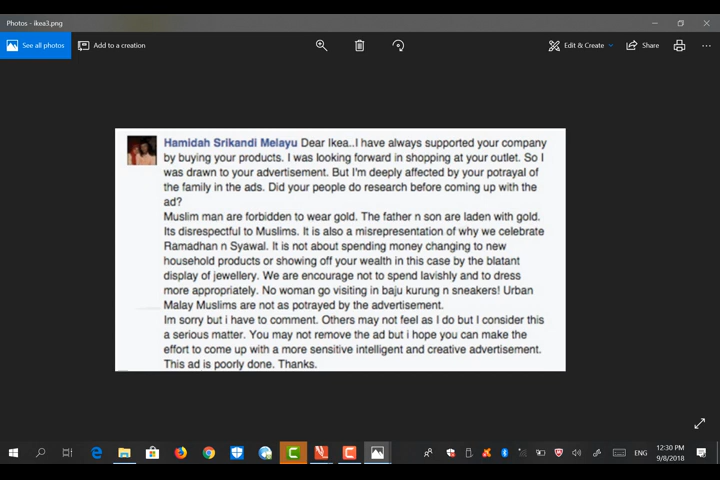 Photos - ikea3.png
See all photos
Add to a creation
Edit & Create
Share
Hamidah Srikandi Melayu Dear Ikea..I have always supported your company
by buying your products. I was looking forward in shopping at your outlet. So I
was drawn to your advertisement. But I'm deeply affected by your potrayal of
the family in the ads. Did your people do research before coming up with the
ad?
Muslim man are forbidden to wear gold. The father n son are laden with gold.
Its disrespectful to Muslims. It is also a misrepresentation of why we celebrate
Ramadhan n Syawal. It is not about spending money changing to new
household products or showing off your wealth in this case by the blatant
display of jewellery. We are encourage not to spend lavishly and to dress
more appropriately. No woman go visiting in baju kurung n sneakers! Urban
Malay Muslims are not as potrayed by the advertisement.
Im sorry but i have to comment. Others may not feel as I do but I consider this
a serious matter. You may not remove the ad but i hope you can make the
effort to come up with a more sensitive intelligent and creative advertisement.
This ad is poorly done. Thanks.
ENG
12:30 PM
9/8/2018